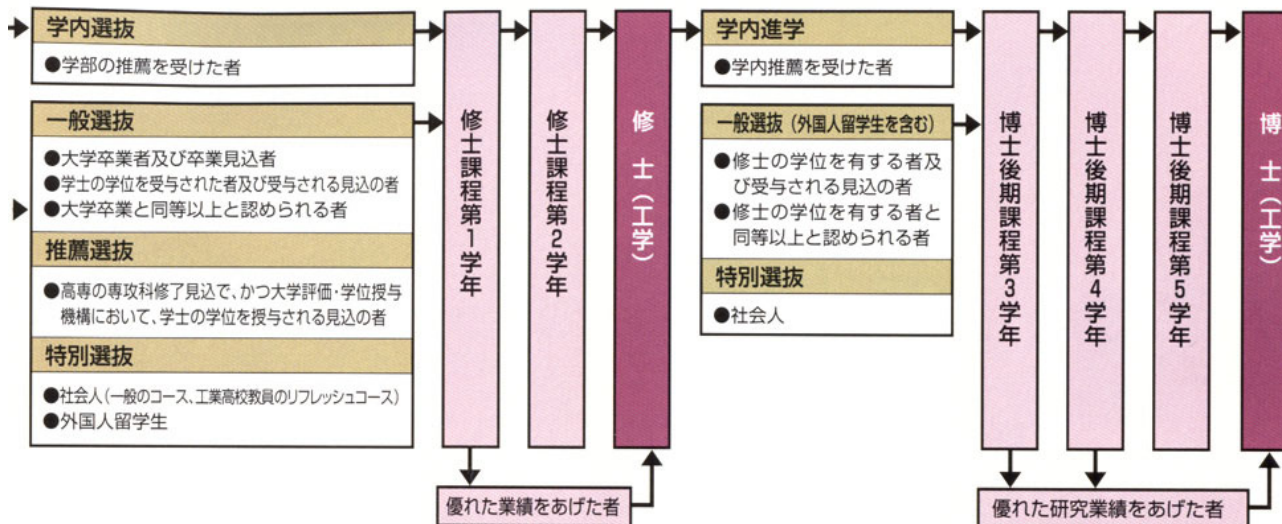 学内選抜
●学部の推薦を受けた者
一般選抜
●大学卒業者及び卒業見込者
●学士の学位を受与された者及び受与される見込の者
●大学卒業と同等以上と認められる者
推薦選抜
●高専の専攻科修了見込で、かつ大学評価・学位授与
機構において、学士の学位を授与される見込の者
特別選抜
●社会人(一般のコース、工業高校教員のリフレッシュコース)
●外国人留学生
修士課程第1学年
修士課程第2学年
修 士(工学)
優れた業績をあげた者
学内進学
●学内推薦を受けた者
一般選抜(外国人留学生を含む)
●修士の学位を有する者及
び受与される見込の者
●修士の学位を有する者と
同等以上と認められる者
特別選抜
●社会人
博士後期課程第3学年
博士後期課程第4学年
博士後期課程第5学年
博 士(工学)
優れた研究業績をあげた者